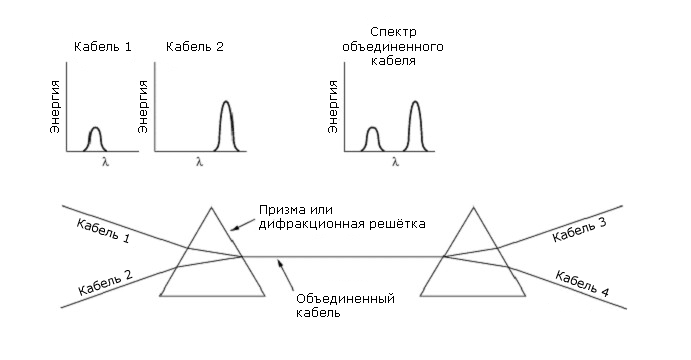 Кабель 1
Кабель 2
Спектр
объединенного
кабеля
Энергия
Энергия
Энергия
λ
λ
λ
Призма или
дифракционная решётка
Кабель 1
Кабель 2
Кабель 3
Кабель 4
Объединенный
кабель